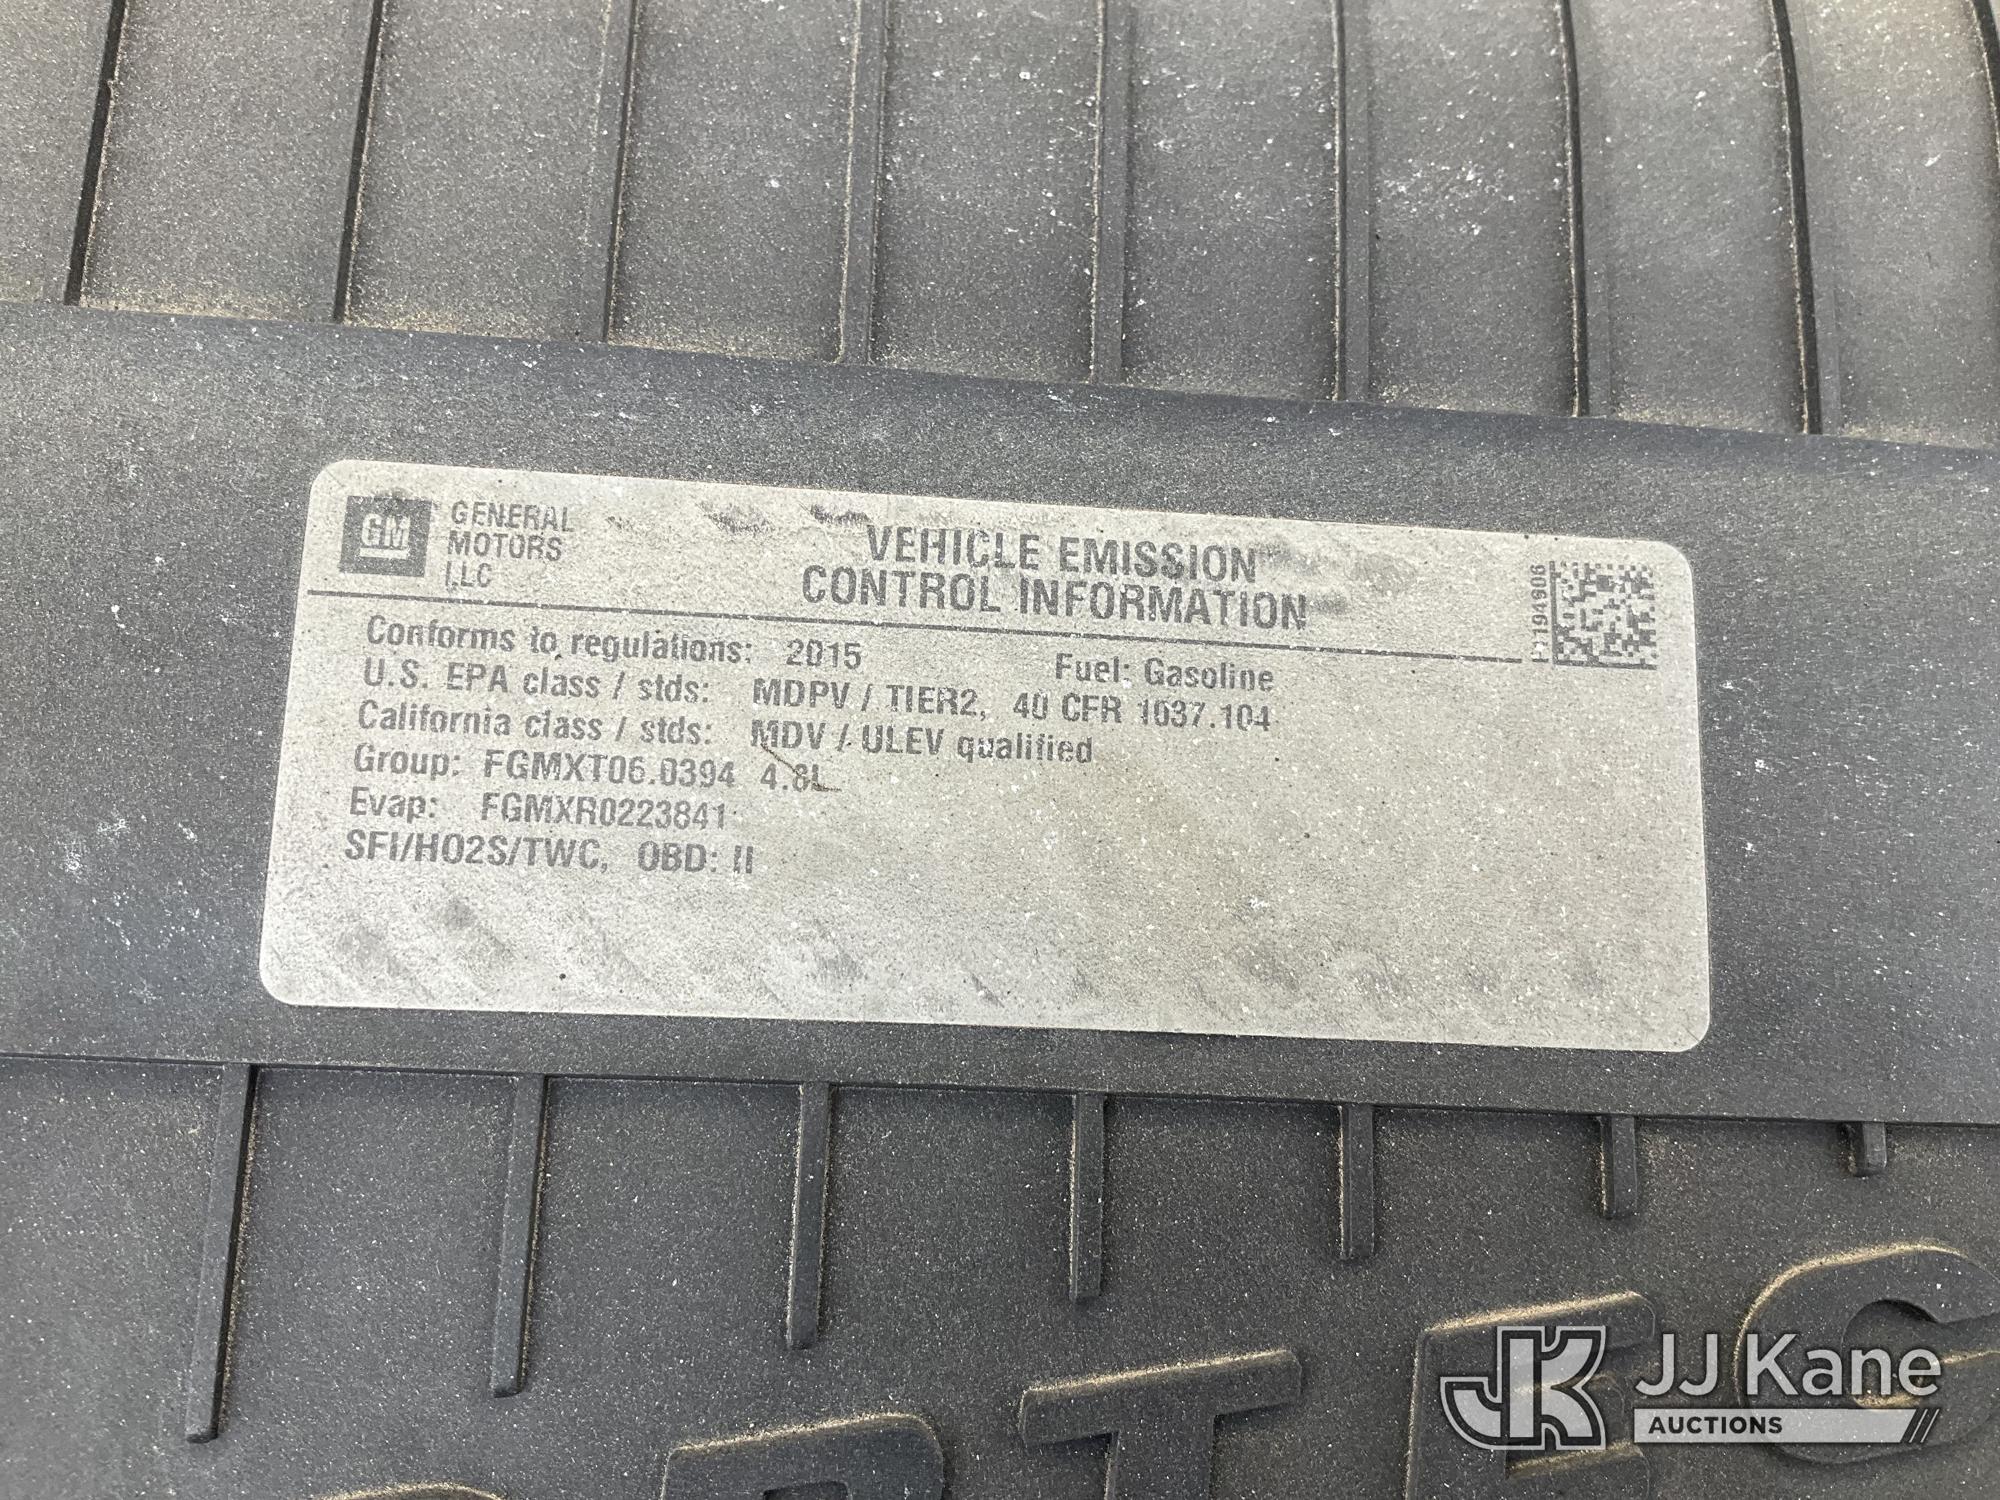 GM GENERAL MOTORS LLC
VEHICLE EMISSION
CONTROL INFORMATION
Conforms to regulations: 2015 Fuel: Gasoline
U.S. EPA class / stds: MDPV / TIER2, 40 CFR 1037.104
California class / stds: MDV / ULEV qualified
Group: FGMXT06.0394 4.8L
Evap: FGMXR0223841
SFI/HO2S/TWC, OBD: II
JK JJ Kane
AUCTIONS